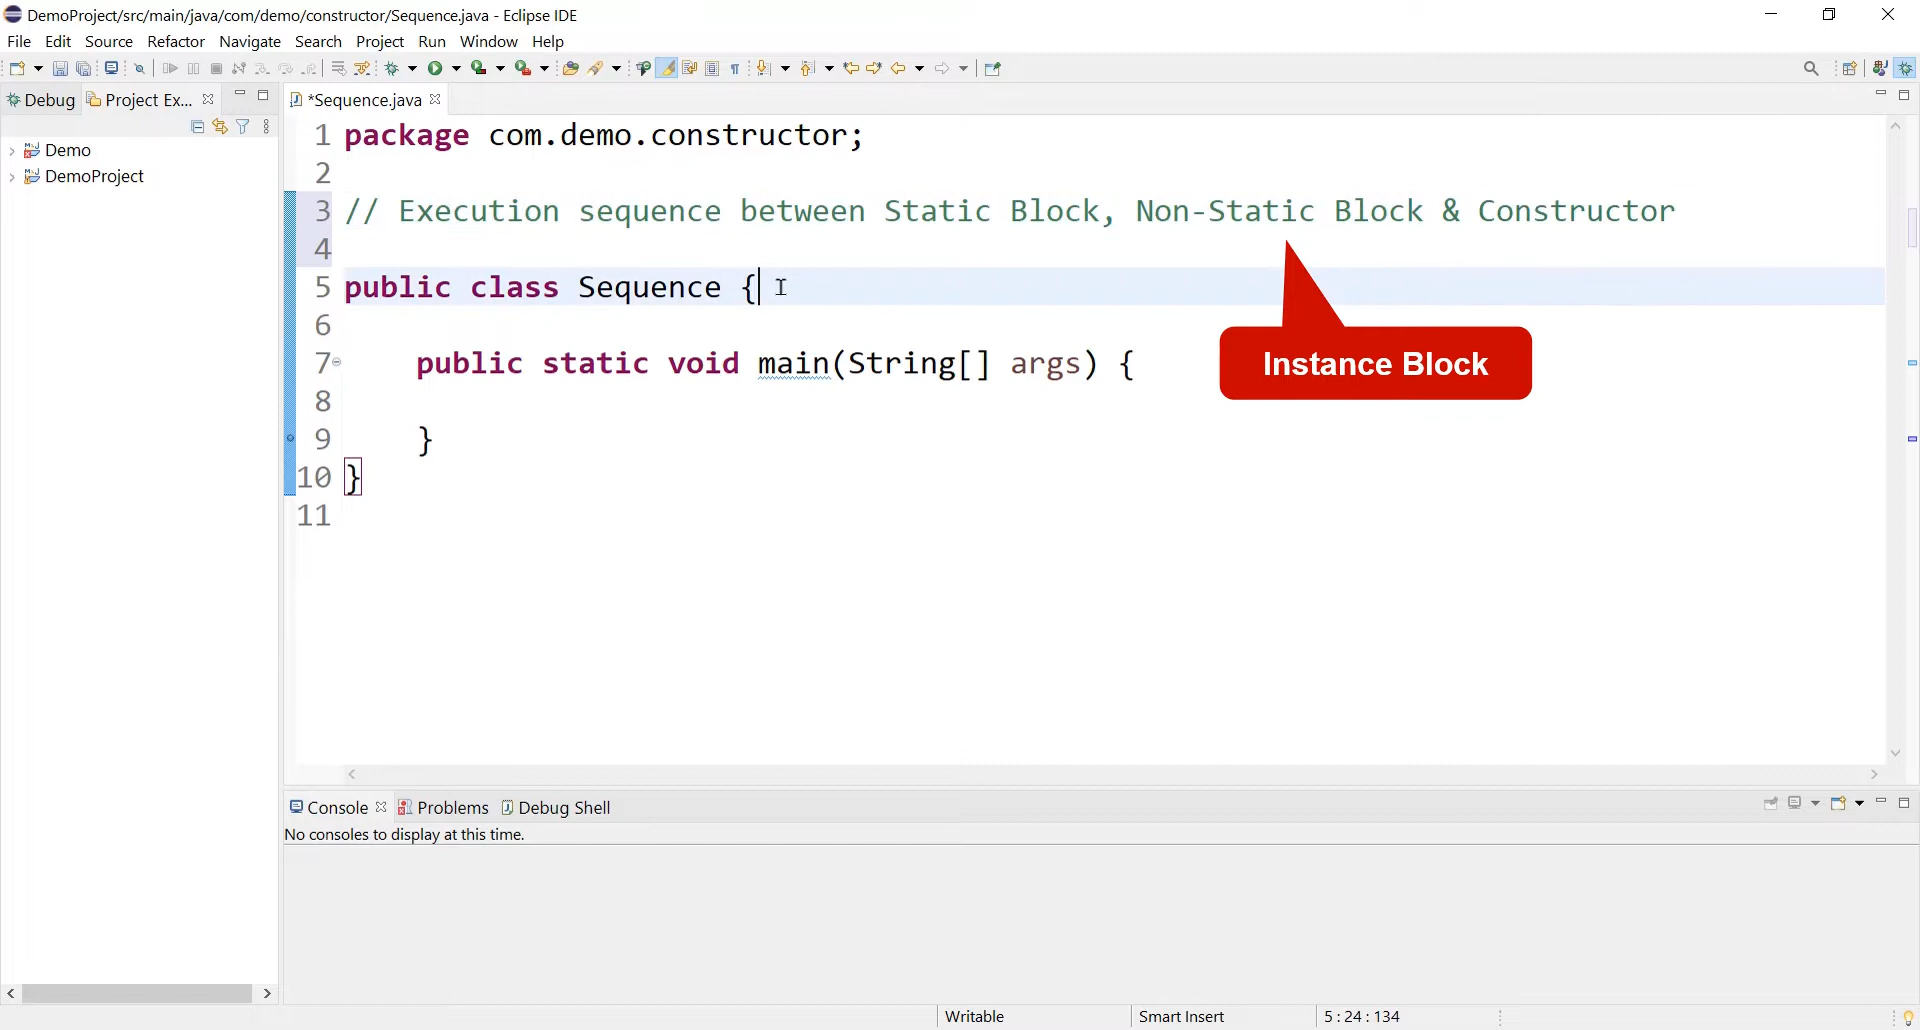 DemoProject/src/main/java/com/demo/constructor/Sequence.java - Eclipse IDE
File Edit Source Refactor Navigate Search Project Run Window Help
Debug Project Ex... *Sequence.java
Demo
DemoProject
1 package com.demo.constructor;
2
3 // Execution sequence between Static Block, Non-Static Block & Constructor
4
5 public class Sequence {
6
7 public static void main(String[] args) {
Instance Block
8
9 }
10 }
11
Console Problems Debug Shell
No consoles to display at this time.
Writable Smart Insert 5 : 24 : 134